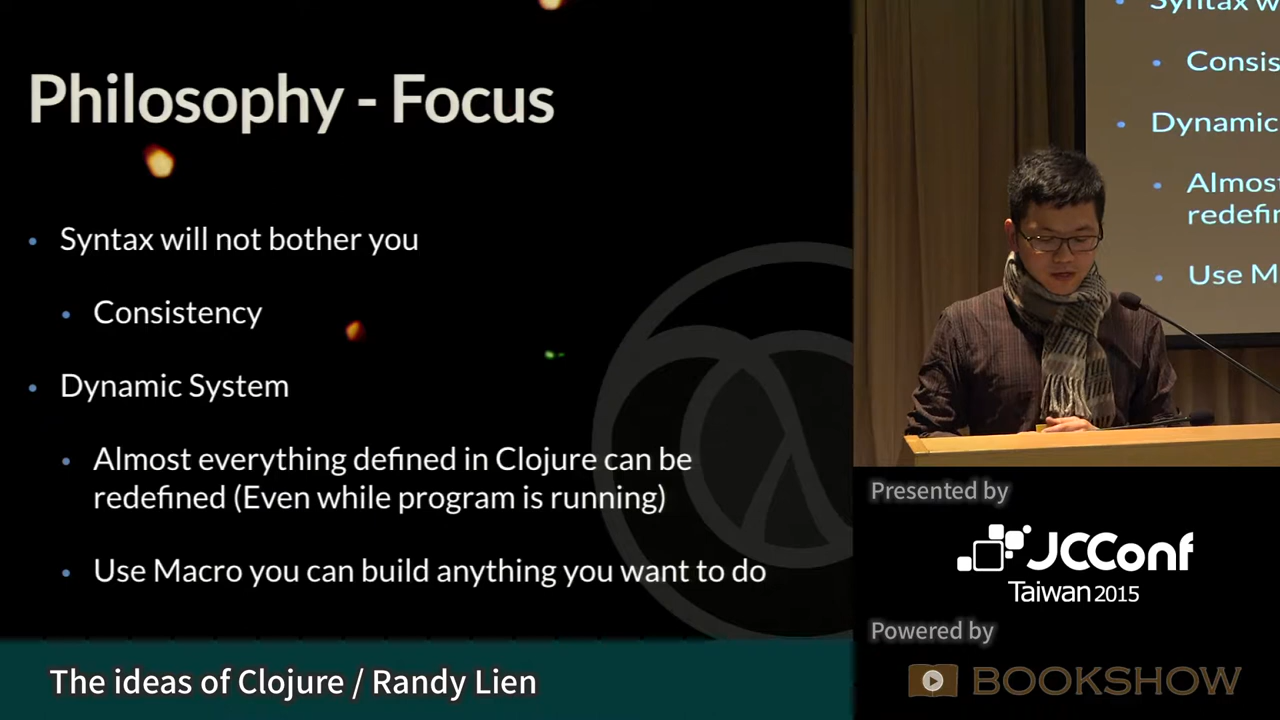 Philosophy - Focus
Syntax will not bother you
Consistency
Dynamic System
Almost everything defined in Clojure can be
redefined (Even while program is running)
Use Macro you can build anything you want to do
The ideas of Clojure / Randy Lien
Consis
Dynamic
Almost
redefin
Use M
Presented by
JCConf
Taiwan 2015
Powered by
BOOKSHOW